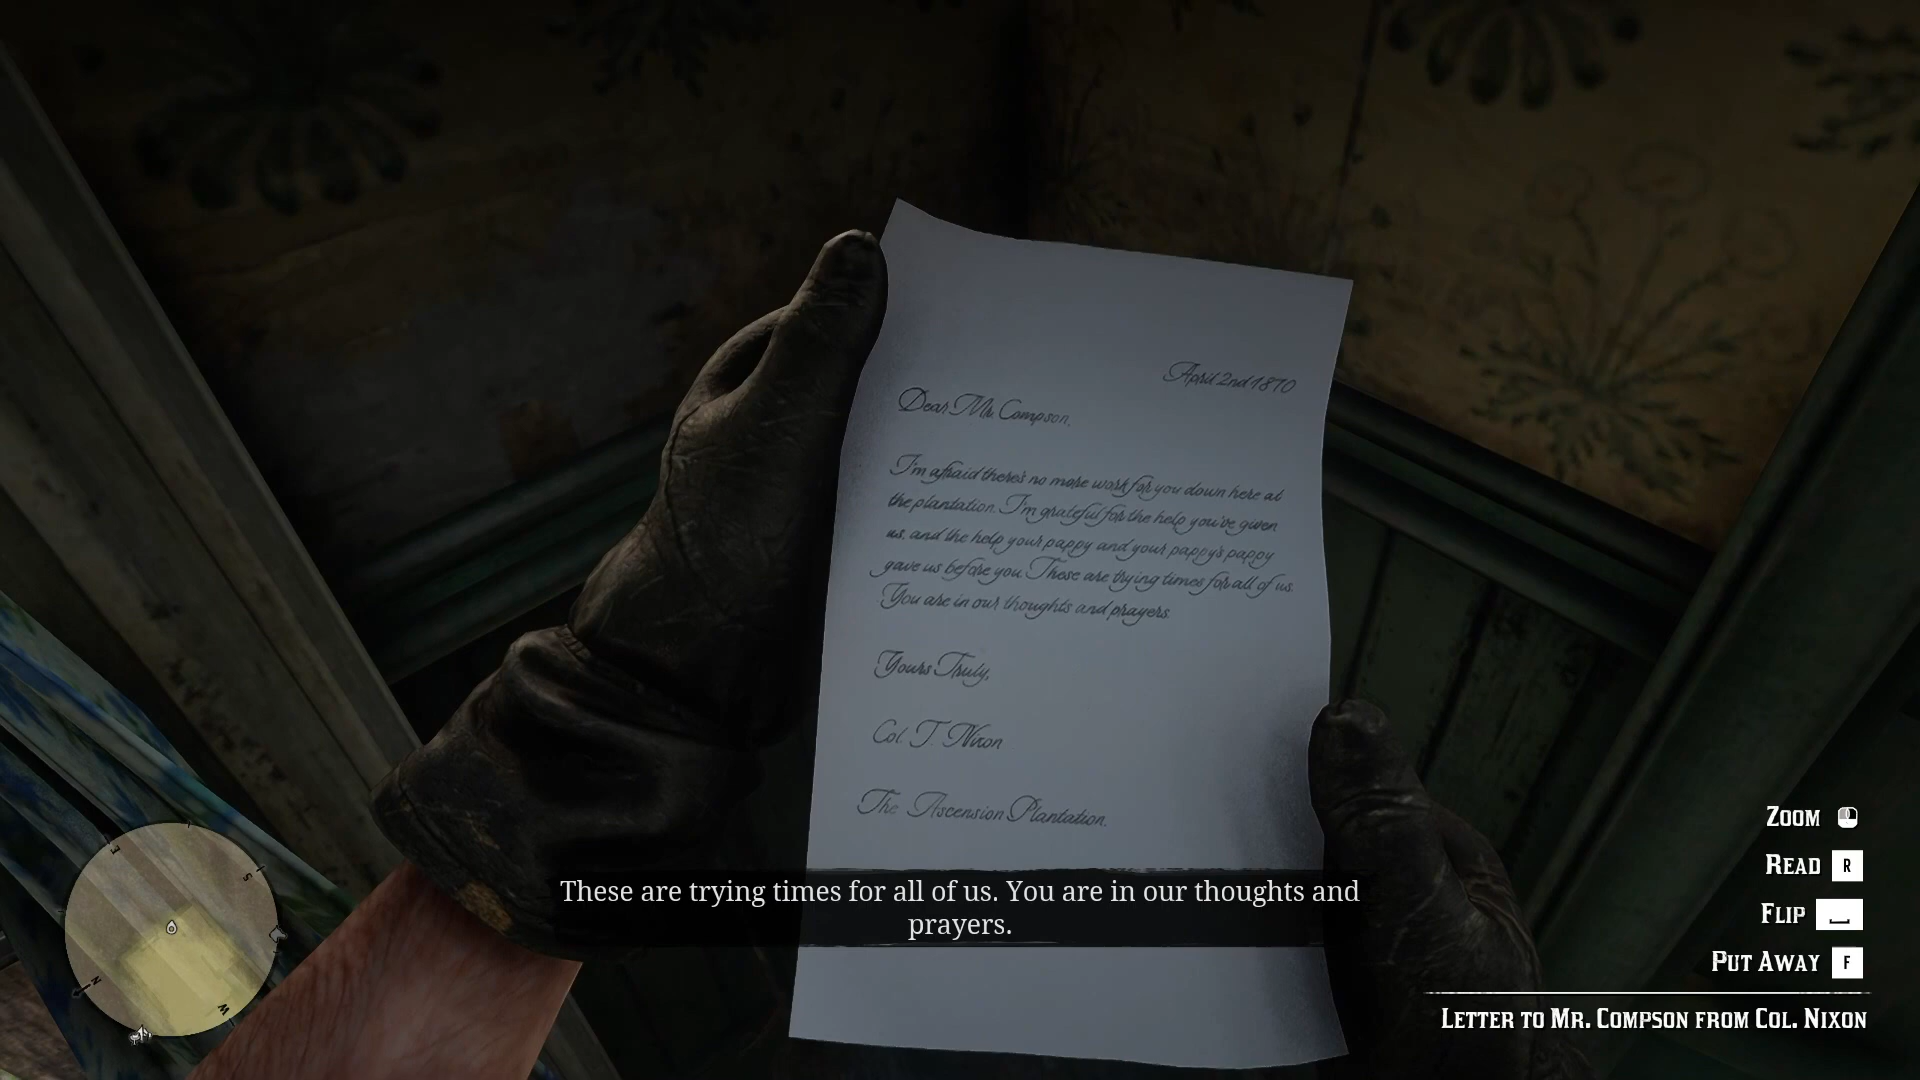 April 2nd 1870
Dear Mr. Compson,
I'm afraid there's no more work for you down here at
the plantation. I'm grateful for the help you've given
us, and the help your pappy and your pappy's pappy
gave us before you. These are trying times for all of us.
You are in our thoughts and prayers.
Yours Truly,
Col. T. Nixon
The Ascension Plantation.
These are trying times for all of us. You are in our thoughts and
prayers.
ZOOM
READ R
FLIP
PUT AWAY F
LETTER TO MR. COMPSON FROM COL. NIXON
E
S
N
W